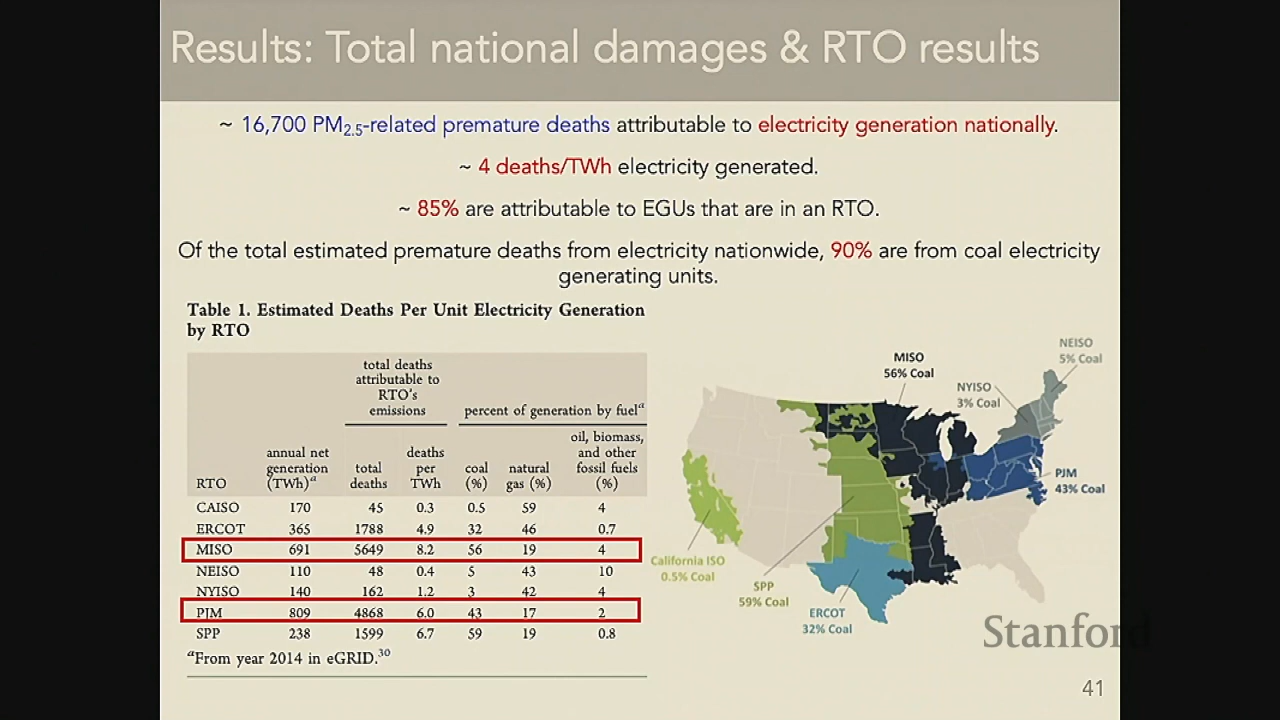 Results: Total national damages & RTO results
~ 16,700 PM2.5-related premature deaths attributable to electricity generation nationally.
~ 4 deaths/TWh electricity generated.
~ 85% are attributable to EGUs that are in an RTO.
Of the total estimated premature deaths from electricity nationwide, 90% are from coal electricity
generating units.
Table 1. Estimated Deaths Per Unit Electricity Generation
by RTO
total deaths
attributable to
RTO's
emissions
percent of generation by fuelᵃ
RTO
annual net
generation
(TWh)ᵃ
total
deaths
deaths
per
TWh
coal
(%)
natural
gas (%)
oil, biomass,
and other
fossil fuels
(%)
CAISO 170 45 0.3 0.5 59 4
ERCOT 365 1788 4.9 32 46 0.7
MISO 691 5649 8.2 56 19 4
NEISO 110 48 0.4 5 43 10
NYISO 140 162 1.2 3 42 4
PJM 809 4868 6.0 43 17 2
SPP 238 1599 6.7 59 19 0.8
ᵃFrom year 2014 in eGRID.³⁰
NEISO
5% Coal
MISO
56% Coal
NYISO
3% Coal
PJM
43% Coal
California ISO
0.5% Coal
SPP
59% Coal
ERCOT
32% Coal
Stanford
41